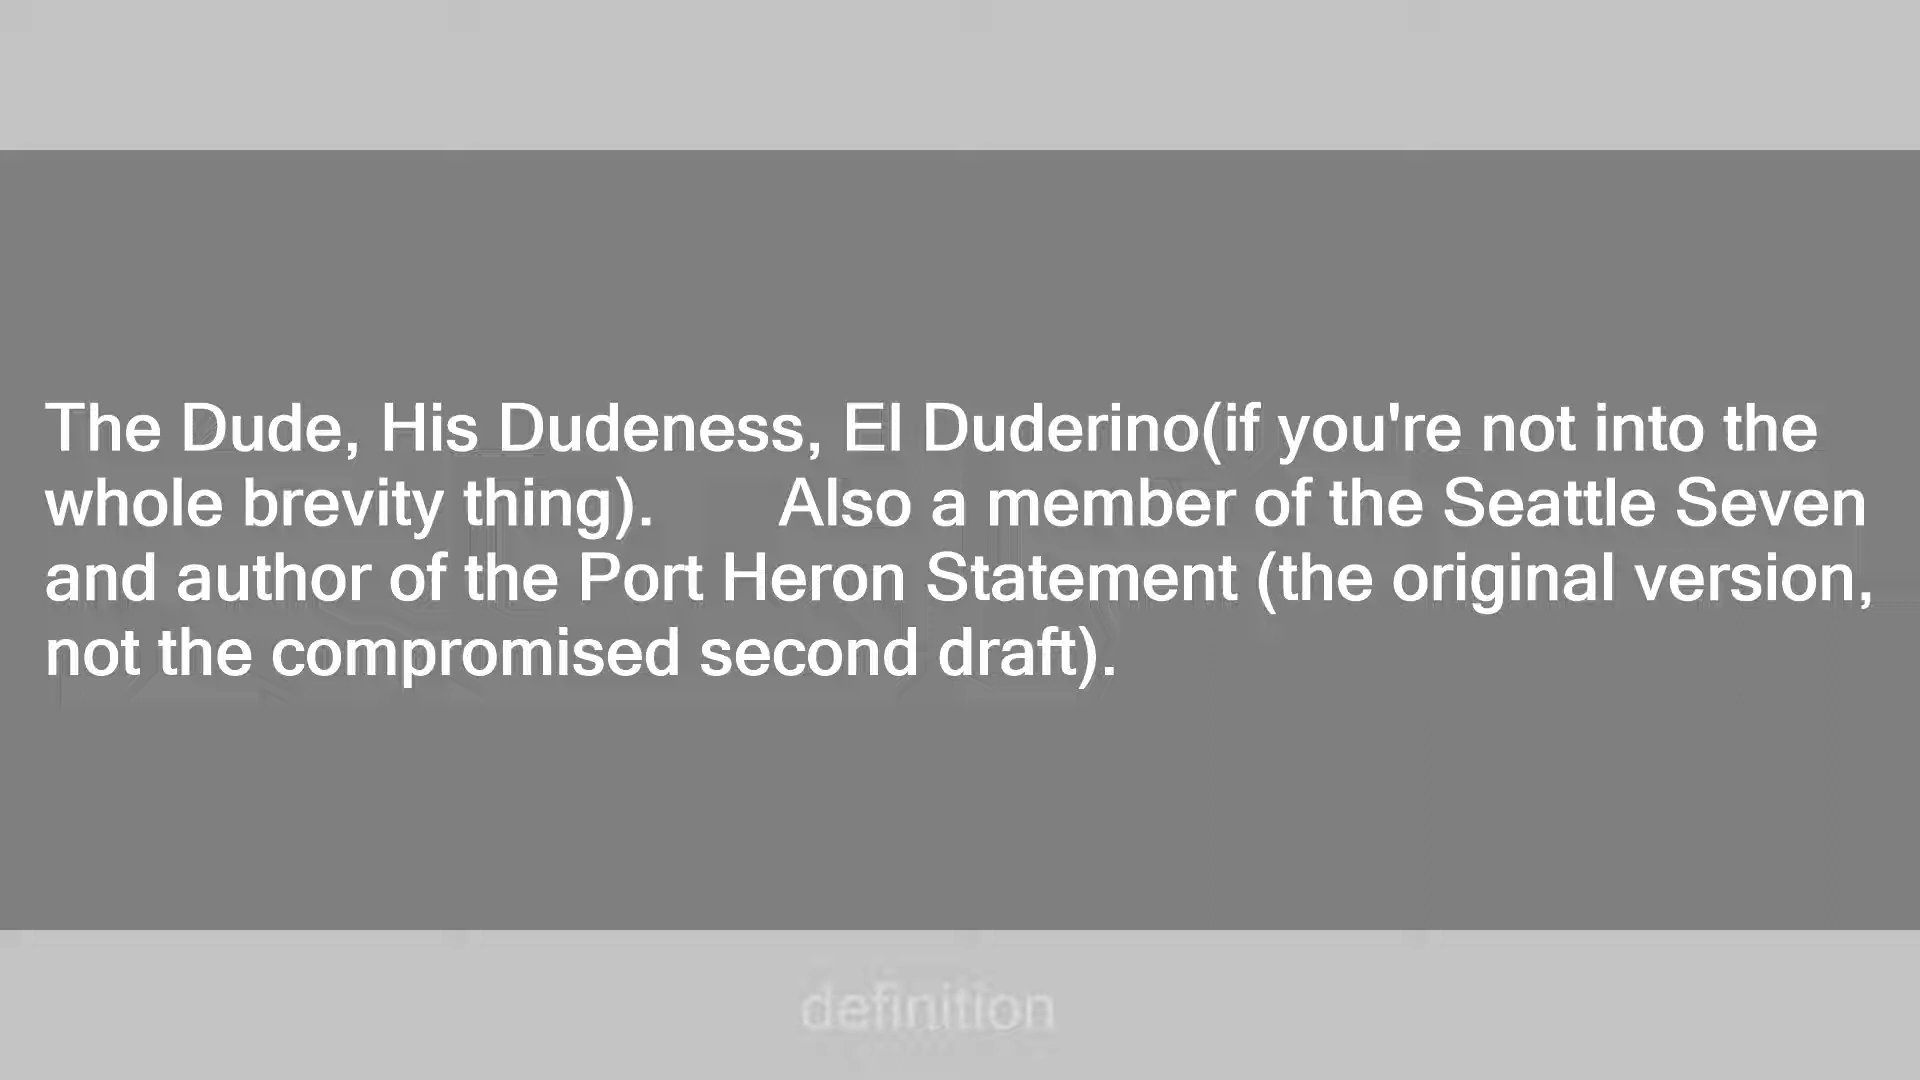 The Dude, His Dudeness, El Duderino(if you're not into the
whole brevity thing).      Also a member of the Seattle Seven
and author of the Port Heron Statement (the original version,
not the compromised second draft).
definition